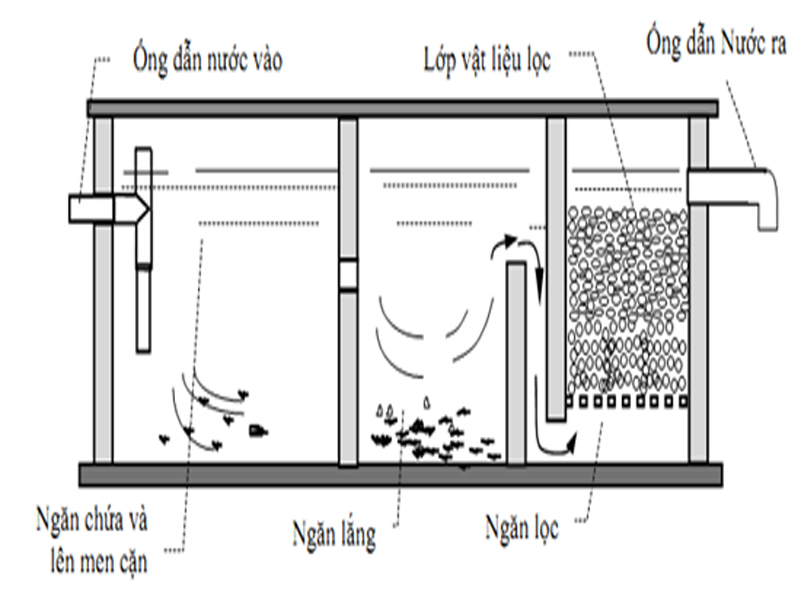 Ống dẫn nước vào
Lớp vật liệu lọc
Ống dẫn Nước ra
Ngăn chứa và
lên men cặn
Ngăn lắng
Ngăn lọc